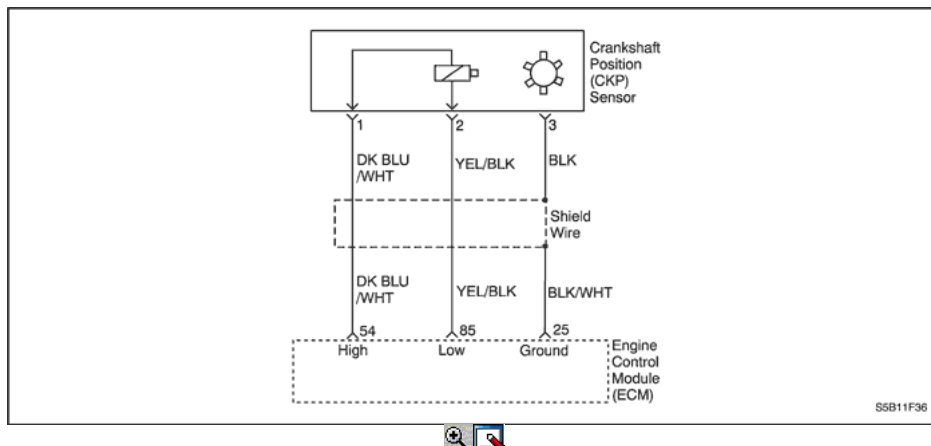 Crankshaft
Position
(CKP)
Sensor
1
2
3
DK BLU
/WHT
YEL/BLK
BLK
Shield
Wire
DK BLU
/WHT
YEL/BLK
BLK/WHT
54
85
25
High
Low
Ground
Engine
Control
Module
(ECM)
S5B11F36